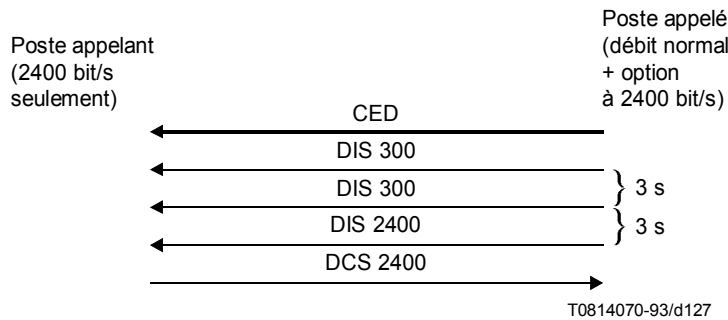 Poste appelant
(2400 bit/s
seulement)
Poste appelé
(débit normal
+ option
à 2400 bit/s)
CED
DIS 300
DIS 300
3 s
DIS 2400
3 s
DCS 2400
T0814070-93/d127